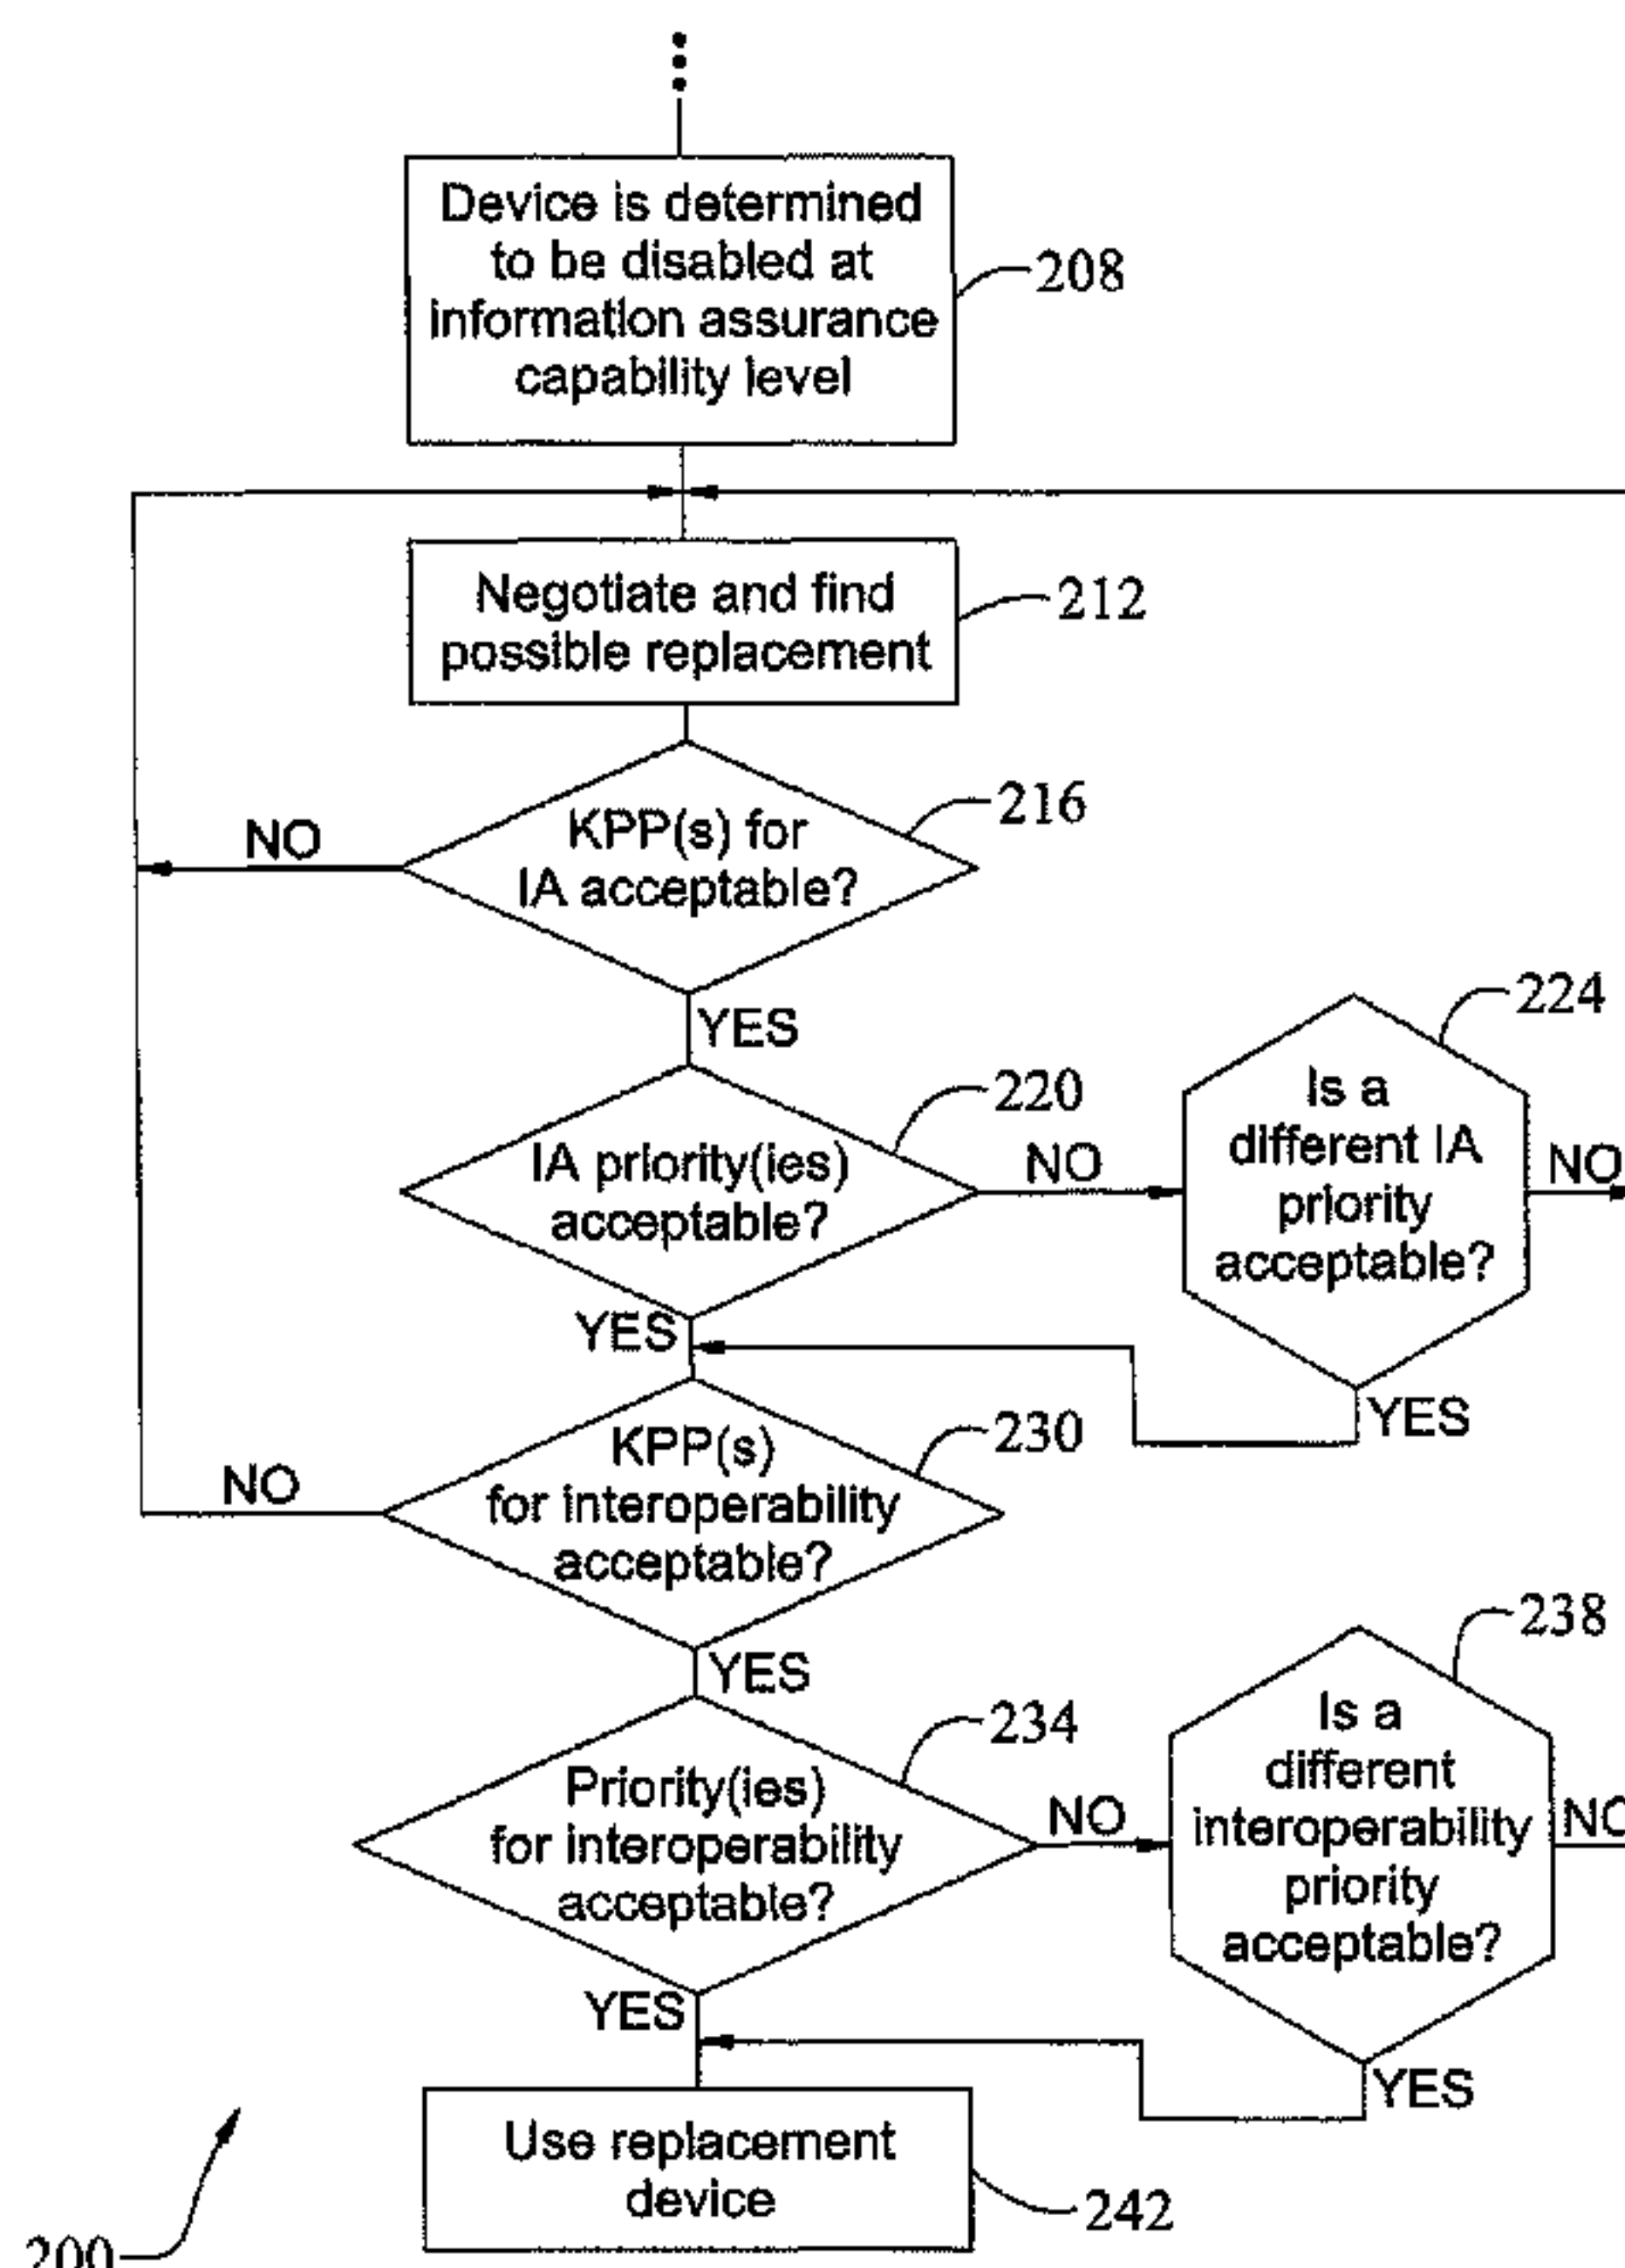 Device is determined
to be disabled at
information assurance
capability level
208
Negotiate and find
possible replacement
212
KPP(s) for
IA acceptable?
216
NO
YES
IA priority(ies)
acceptable?
220
NO
Is a
different IA
priority
acceptable?
224
NO
YES
YES
KPP(s)
for interoperability
acceptable?
230
NO
YES
Priority(ies)
for interoperability
acceptable?
234
NO
Is a
different
interoperability
priority
acceptable?
238
NO
YES
YES
Use replacement
device
242
200